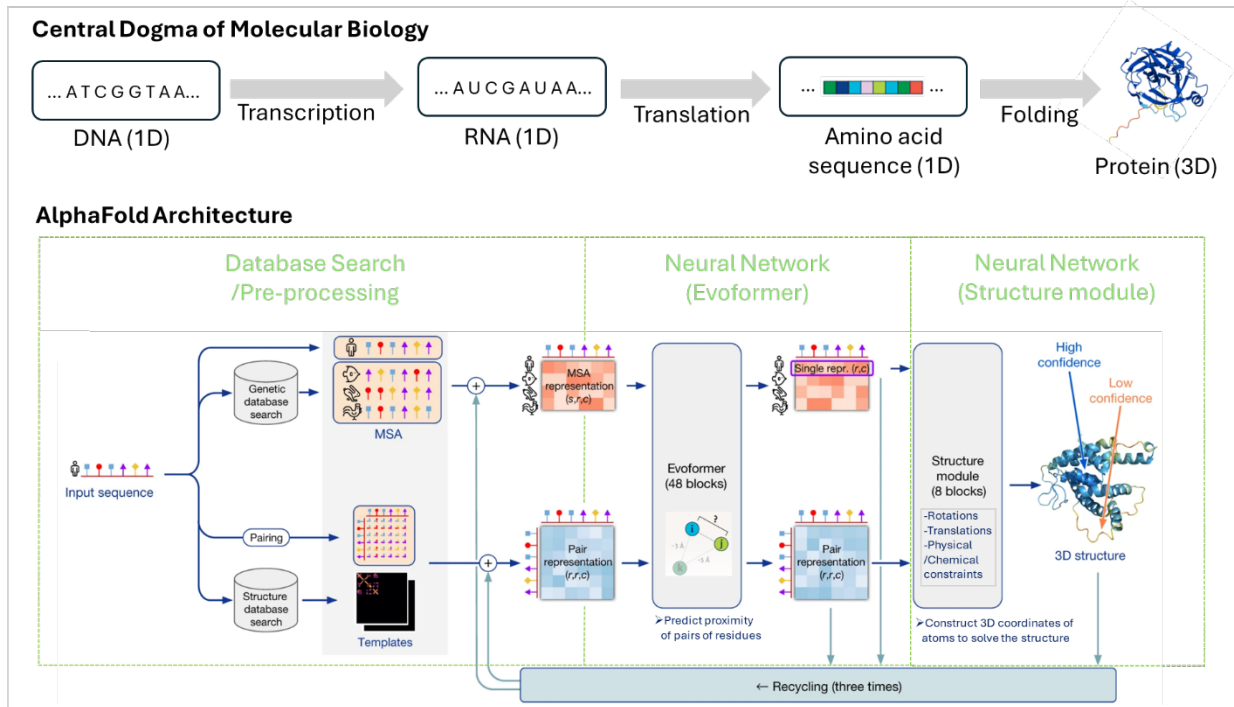 Central Dogma of Molecular Biology
... A T C G G T A A...
Transcription
DNA (1D)
... A U C G A U A A...
Translation
RNA (1D)
... ...
Folding
Amino acid
sequence (1D)
Protein (3D)
AlphaFold Architecture
Database Search
/Pre-processing
Neural Network
(Evoformer)
Neural Network
(Structure module)
Input sequence
Genetic
database
search
MSA
Pairing
Structure
database
search
Templates
+
+
MSA
representation
(s,r,c)
Pair
representation
(r,r,c)
Evoformer
(48 blocks)
?
i
j
k
~3 Å
~5 Å
➢Predict proximity
of pairs of residues
Single repr. (r,c)
Pair
representation
(r,r,c)
Structure
module
(8 blocks)
-Rotations
-Translations
-Physical
/Chemical
constraints
➢Construct 3D coordinates of
atoms to solve the structure
High
confidence
Low
confidence
3D structure
← Recycling (three times)